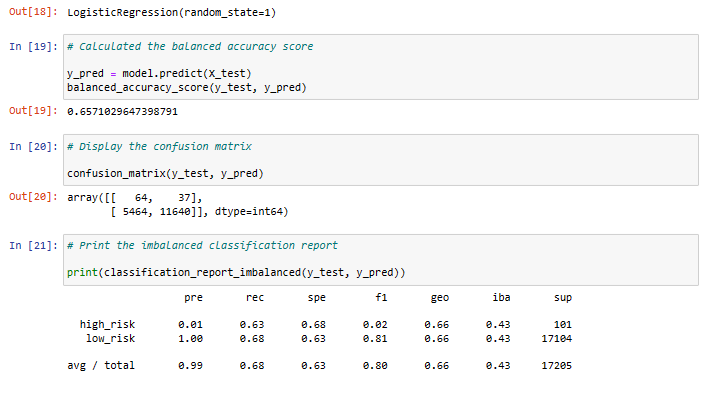 Out[18]: LogisticRegression(random_state=1)
In [19]: # Calculated the balanced accuracy score
y_pred = model.predict(X_test)
balanced_accuracy_score(y_test, y_pred)
Out[19]: 0.6571029647398791
In [20]: # Display the confusion matrix
confusion_matrix(y_test, y_pred)
Out[20]: array([[   64,    37],
       [ 5464, 11640]], dtype=int64)
In [21]: # Print the imbalanced classification report
print(classification_report_imbalanced(y_test, y_pred))
pre rec spe f1 geo iba sup
high_risk 0.01 0.63 0.68 0.02 0.66 0.43 101
low_risk 1.00 0.68 0.63 0.81 0.66 0.43 17104
avg / total 0.99 0.68 0.63 0.80 0.66 0.43 17205